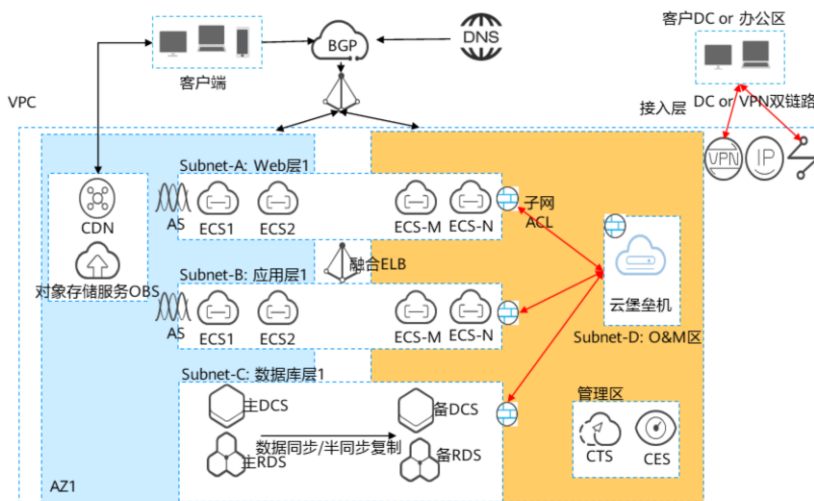 DNS
客户DC or 办公区
BGP
客户端
DC or VPN双链路
VPC
接入层
VPN
IP
Subnet-A: Web层1
子网
ACL
CDN
AS
ECS1
ECS2
ECS-M
ECS-N
融合ELB
对象存储服务OBS
Subnet-B: 应用层1
云堡垒机
AS
ECS1
ECS2
ECS-M
ECS-N
Subnet-D: O&M区
Subnet-C: 数据库层1
主DCS
备DCS
管理区
数据同步/半同步复制
主RDS
备RDS
CTS
CES
AZ1